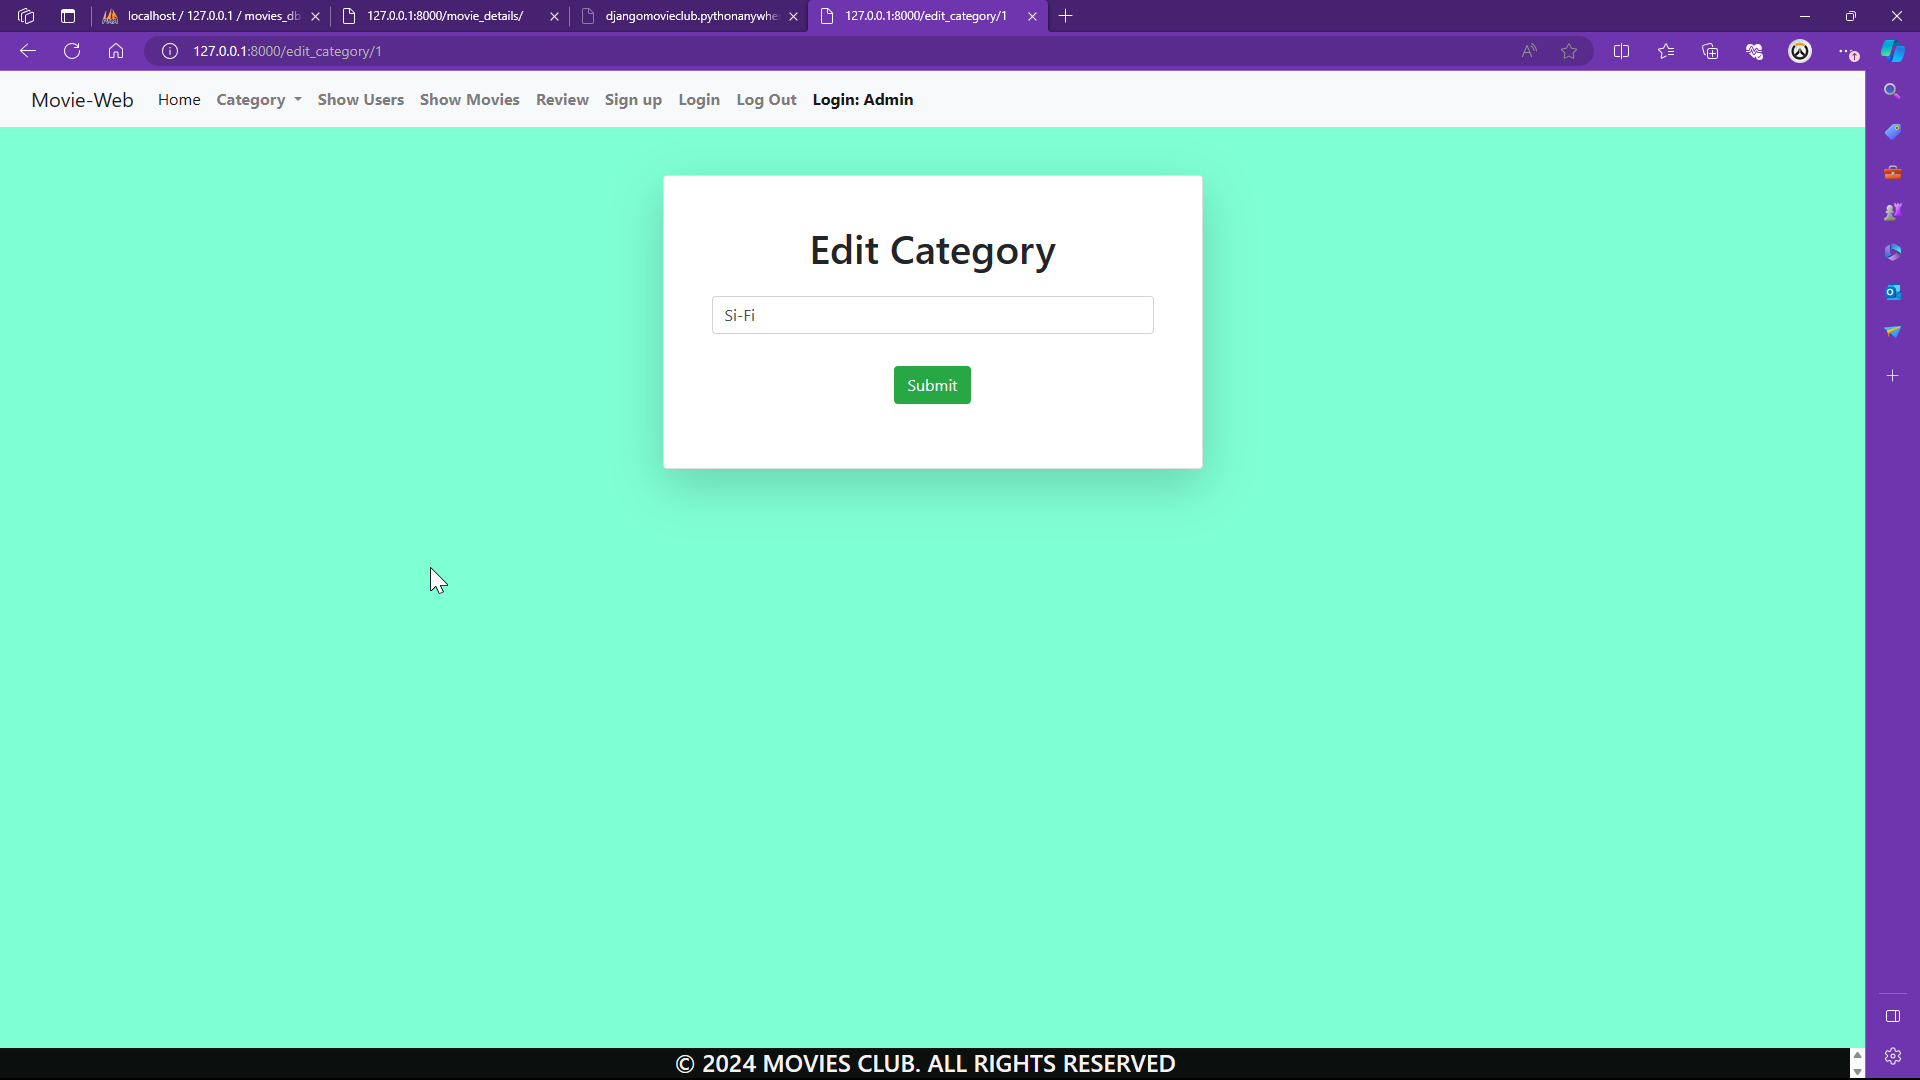 localhost / 127.0.0.1 / movies_db
127.0.0.1:8000/movie_details/
djangomovieclub.pythonanywhe
127.0.0.1:8000/edit_category/1
127.0.0.1:8000/edit_category/1
Movie-Web Home Category Show Users Show Movies Review Sign up Login Log Out Login: Admin
Edit Category
Si-Fi
Submit
© 2024 MOVIES CLUB. ALL RIGHTS RESERVED